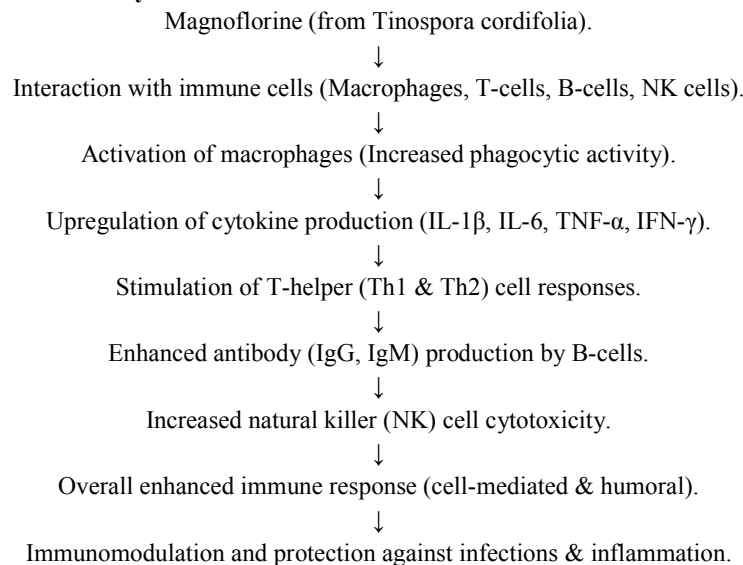 Magnoflorine (from Tinospora cordifolia).
↓
Interaction with immune cells (Macrophages, T-cells, B-cells, NK cells).
↓
Activation of macrophages (Increased phagocytic activity).
↓
Upregulation of cytokine production (IL-1β, IL-6, TNF-α, IFN-γ).
↓
Stimulation of T-helper (Th1 & Th2) cell responses.
↓
Enhanced antibody (IgG, IgM) production by B-cells.
↓
Increased natural killer (NK) cell cytotoxicity.
↓
Overall enhanced immune response (cell-mediated & humoral).
↓
Immunomodulation and protection against infections & inflammation.